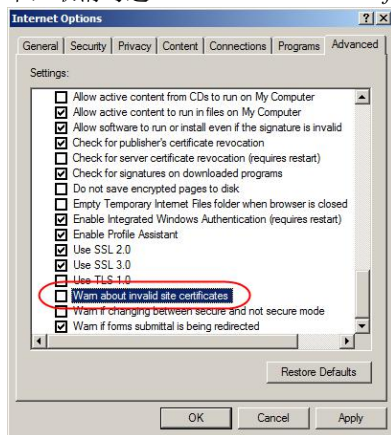 Internet Options
General
Security
Privacy
Content
Connections
Programs
Advanced
Settings:
Allow active content from CDs to run on My Computer
Allow active content to run in files on My Computer
Allow software to run or install even if the signature is invalid
Check for publisher's certificate revocation
Check for server certificate revocation (requires restart)
Check for signatures on downloaded programs
Do not save encrypted pages to disk
Empty Temporary Internet Files folder when browser is closed
Enable Integrated Windows Authentication (requires restart)
Enable Profile Assistant
Use SSL 2.0
Use SSL 3.0
Use TLS 1.0
Warn about invalid site certificates
Warn if changing between secure and not secure mode
Warn if forms submittal is being redirected
Restore Defaults
OK
Cancel
Apply